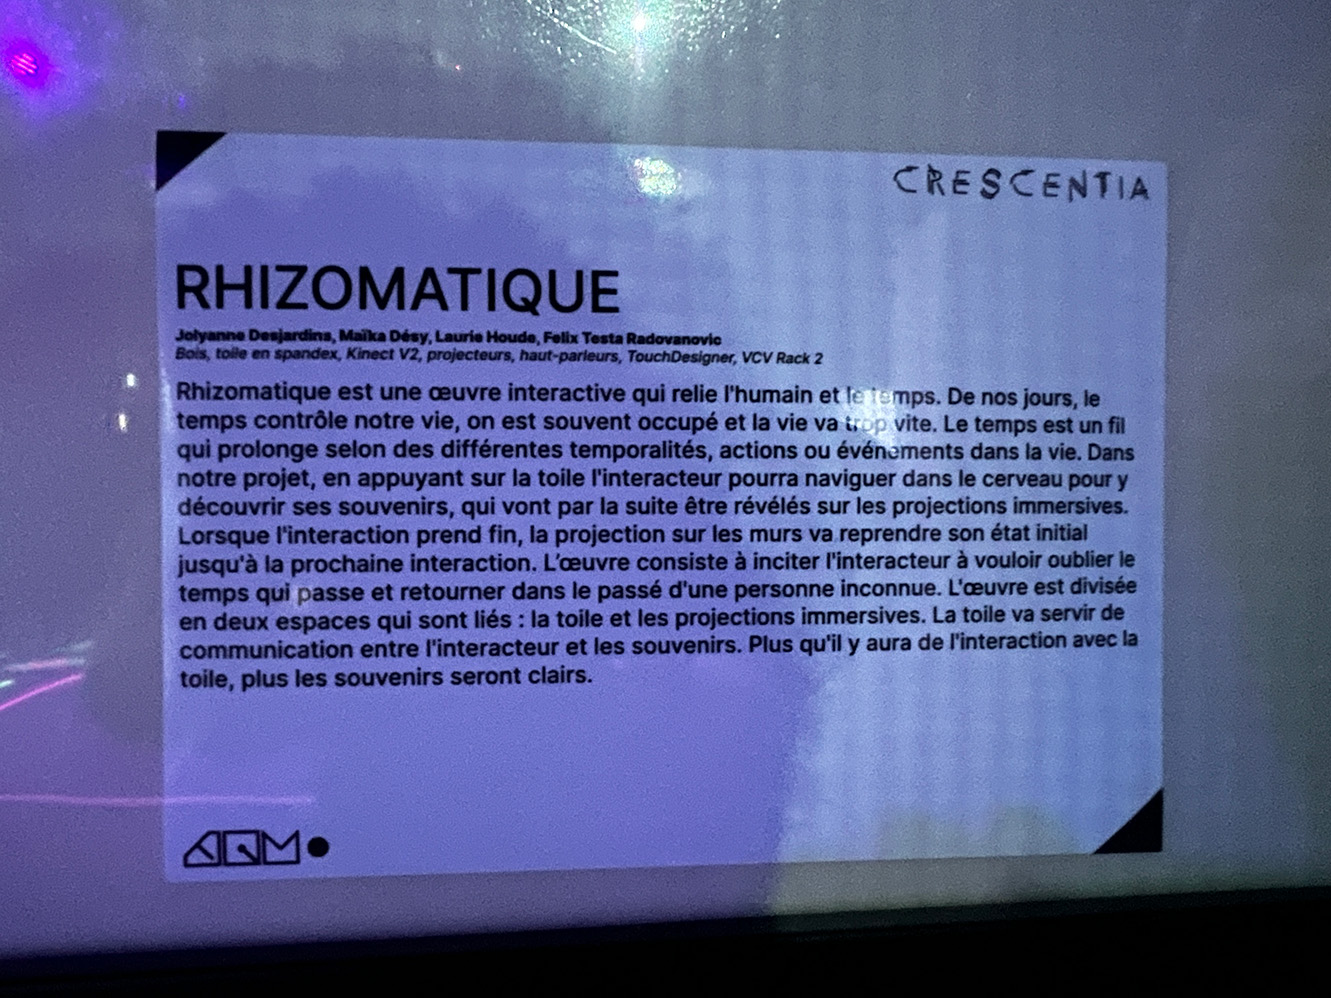 CRESCENTIA
RHIZOMATIQUE
Jolyanne Desjardins, Maïka Désy, Laurie Houde, Felix Testa Radovanovic
Bois, toile en spandex, Kinect V2, projecteurs, haut-parleurs, TouchDesigner, VCV Rack 2
Rhizomatique est une œuvre interactive qui relie l'humain et le temps. De nos jours, le
temps contrôle notre vie, on est souvent occupé et la vie va trop vite. Le temps est un fil
qui prolonge selon des différentes temporalités, actions ou événements dans la vie. Dans
notre projet, en appuyant sur la toile l'interacteur pourra naviguer dans le cerveau pour y
découvrir ses souvenirs, qui vont par la suite être révélés sur les projections immersives.
Lorsque l'interaction prend fin, la projection sur les murs va reprendre son état initial
jusqu'à la prochaine interaction. L'œuvre consiste à inciter l'interacteur à vouloir oublier le
temps qui passe et retourner dans le passé d'une personne inconnue. L'œuvre est divisée
en deux espaces qui sont liés : la toile et les projections immersives. La toile va servir de
communication entre l'interacteur et les souvenirs. Plus qu'il y aura de l'interaction avec la
toile, plus les souvenirs seront clairs.
AQM